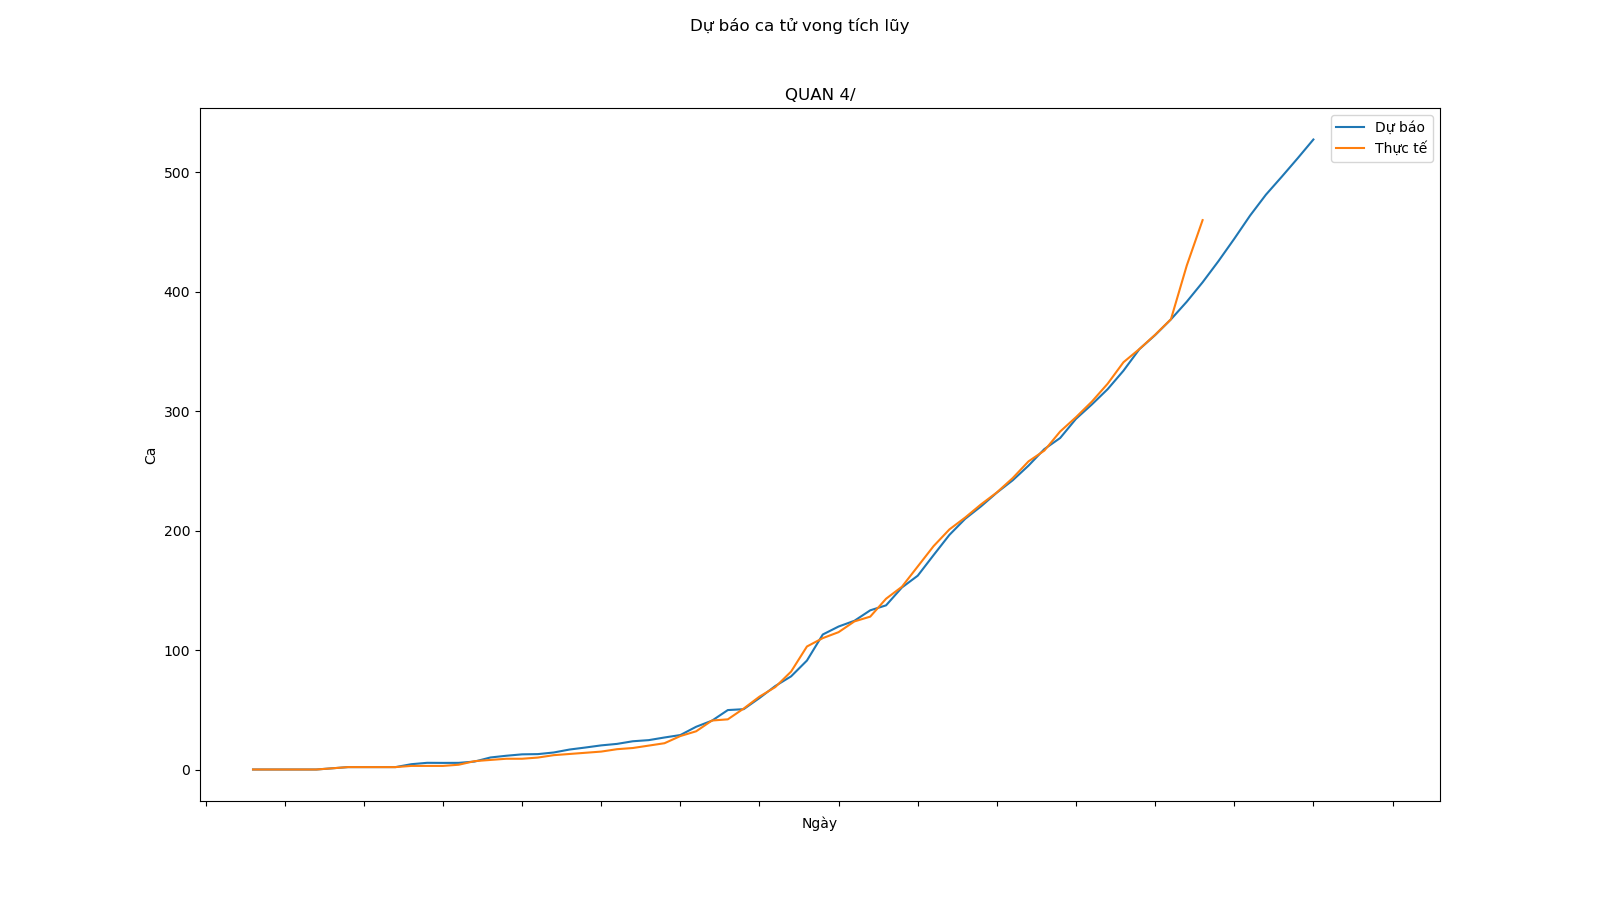 Dự báo ca tử vong tích lũy
QUAN 4/
Dự báo
Thực tế
500
400
300
200
100
0
Ca
Ngày